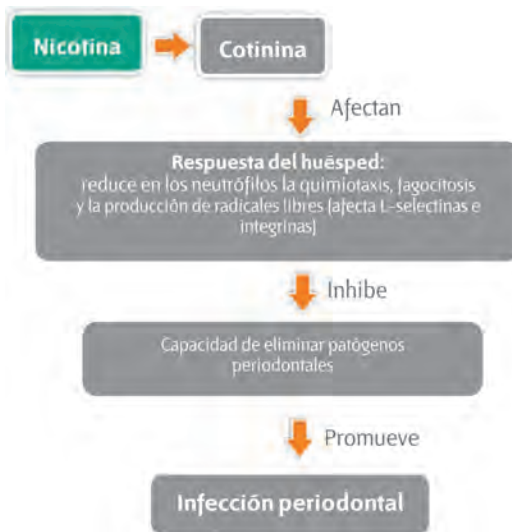 Nicotina
Cotinina
Afectan
Respuesta del huésped:
reduce en los neutrófilos la quimiotaxis, fagocitosis
y la producción de radicales libres (afecta L-selectinas e
integrinas)
Inhibe
Capacidad de eliminar patógenos
periodontales
Promueve
Infección periodontal